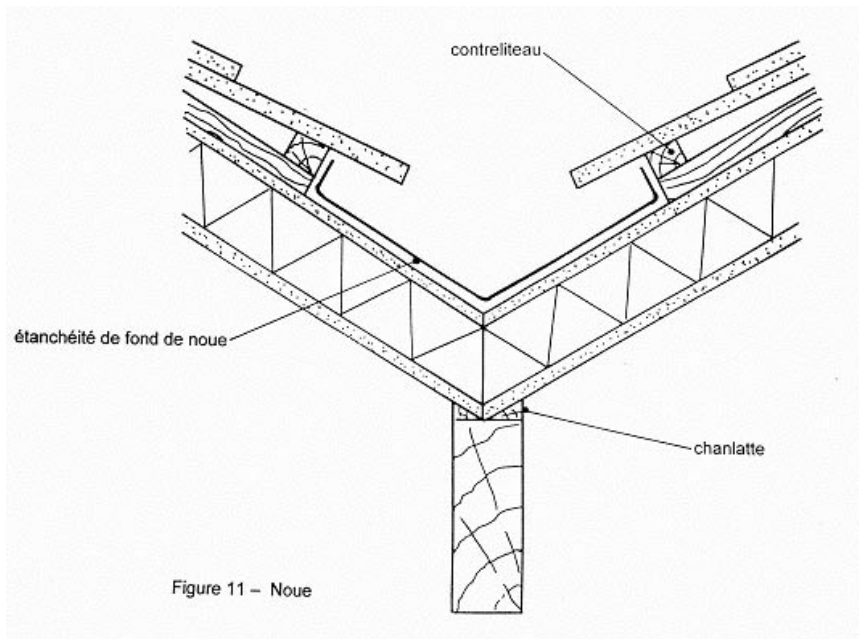 contreliteau
étanchéité de fond de noue
chanlatte
Figure 11 – Noue